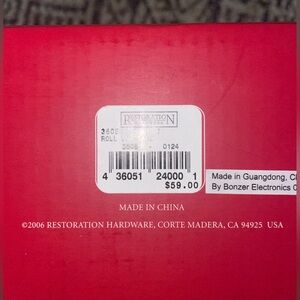 RESTORATION
ROLL
0124
4 36051 24000 1
$59.00
Made in Guangdong, C
By Bonzer Electronics
MADE IN CHINA
©2006 RESTORATION HARDWARE, CORTE MADERA, CA 94925 USA